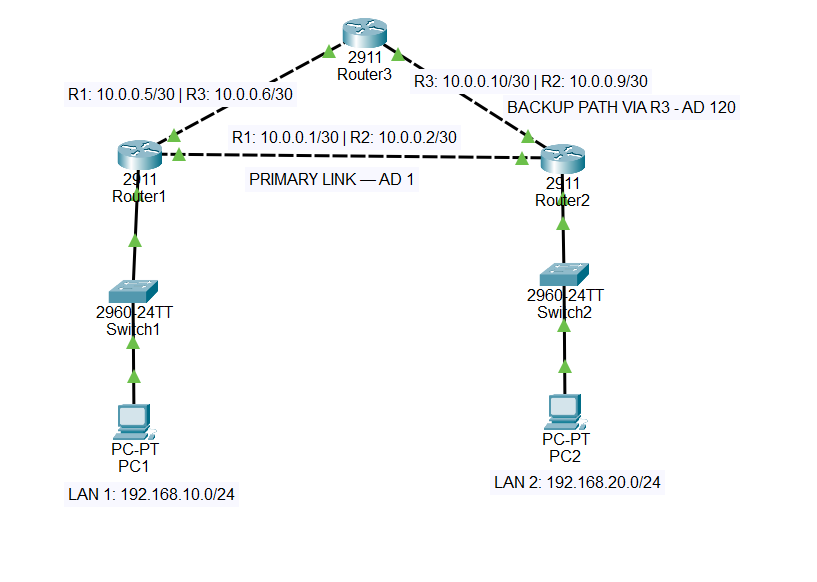 2911
Router3
R3: 10.0.0.10/30 | R2: 10.0.0.9/30
R1: 10.0.0.5/30 | R3: 10.0.0.6/30
BACKUP PATH VIA R3 - AD 120
R1: 10.0.0.1/30 | R2: 10.0.0.2/30
2911
Router1
PRIMARY LINK — AD 1
2911
Router2
2960-24TT
Switch1
2960-24TT
Switch2
PC-PT
PC1
PC-PT
PC2
LAN 1: 192.168.10.0/24
LAN 2: 192.168.20.0/24